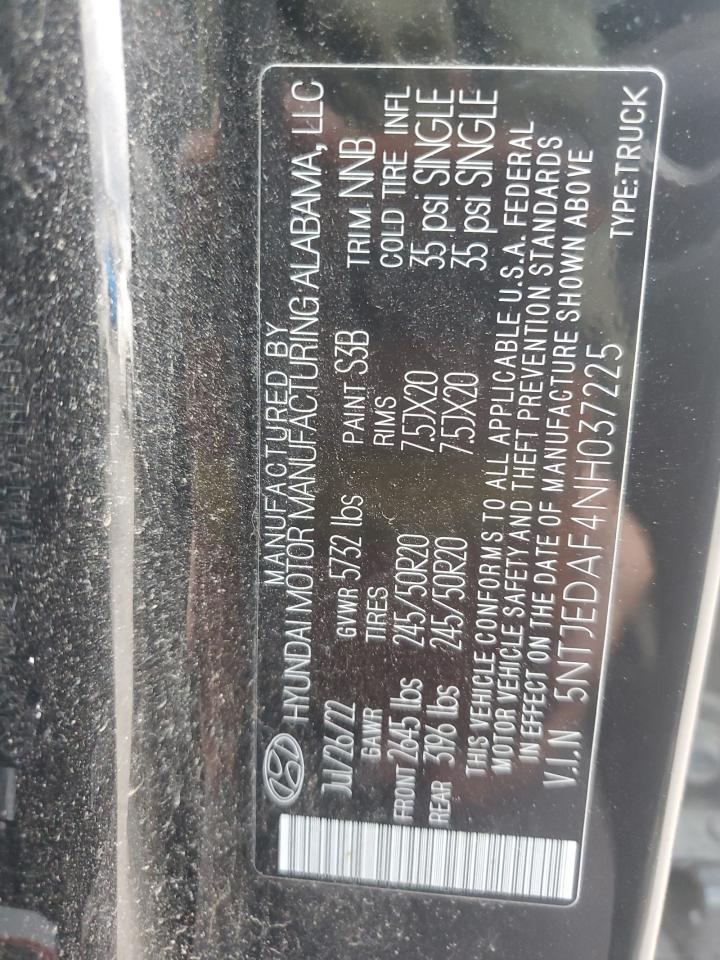 MANUFACTURED BY
HYUNDAI MOTOR MANUFACTURING ALABAMA, LLC
Jul/26/22 GVWR 5732 lbs PAINT S3B TRIM NNB
GAWR TIRES RIMS COLD TIRE INFL
FRONT 2645 lbs 245/50R20 7.5JX20 35 psi SINGLE
REAR 3196 lbs 245/50R20 7.5JX20 35 psi SINGLE
THIS VEHICLE CONFORMS TO ALL APPLICABLE U.S.A. FEDERAL
MOTOR VEHICLE SAFETY AND THEFT PREVENTION STANDARDS
IN EFFECT ON THE DATE OF MANUFACTURE SHOWN ABOVE
V.I.N 5NTJEDAF4NH037225 TYPE:TRUCK